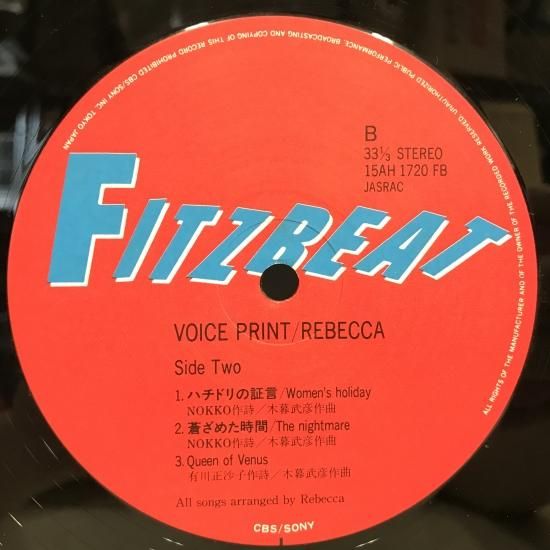 ALL RIGHTS OF THE MANUFACTURER AND OF THE OWNER OF THE RECORDED WORK RESERVED. UNAUTHORIZED PUBLIC PERFORMANCE, BROADCASTING AND COPYING OF THIS RECORD PROHIBITED CBS/SONY INC. TOKYO JAPAN
B
33⅓ STEREO
15AH 1720 FB
JASRAC
FITZBEAT
VOICE PRINT/REBECCA
Side Two
1. ハチドリの証言/Women's holiday
NOKKO作詩/木暮武彦作曲
2. 蒼ざめた時間/The nightmare
NOKKO作詩/木暮武彦作曲
3. Queen of Venus
有川正沙子作詩/木暮武彦作曲
All songs arranged by Rebecca
CBS/SONY